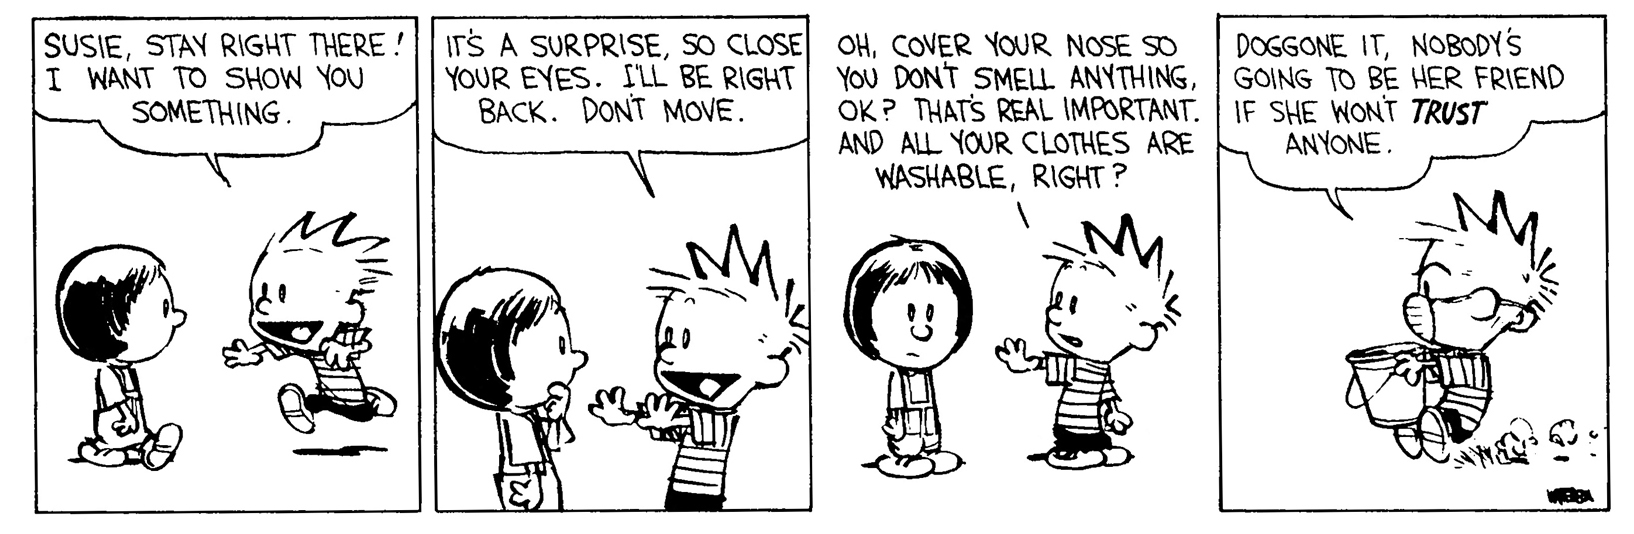 SUSIE, STAY RIGHT THERE!
I WANT TO SHOW YOU
SOMETHING.
IT'S A SURPRISE, SO CLOSE
YOUR EYES. I'LL BE RIGHT
BACK. DON'T MOVE.
OH, COVER YOUR NOSE SO
YOU DON'T SMELL ANYTHING,
OK? THAT'S REAL IMPORTANT.
AND ALL YOUR CLOTHES ARE
WASHABLE, RIGHT?
DOGGONE IT, NOBODY'S
GOING TO BE HER FRIEND
IF SHE WON'T TRUST
ANYONE.